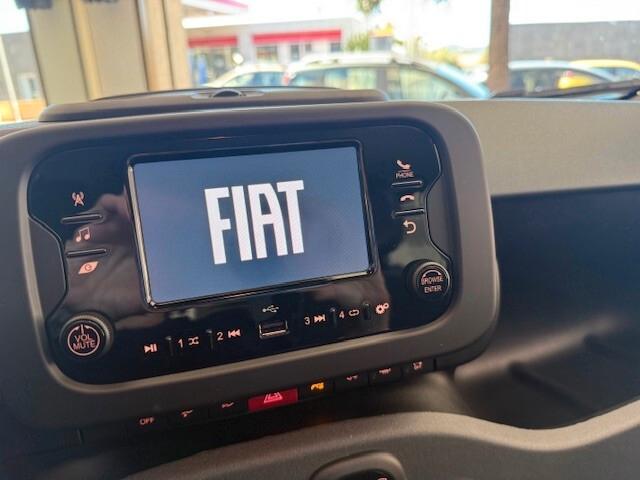 FIAT
PHONE
VOL
MUTE
BROWSE
ENTER
1
2
3
4
OFF